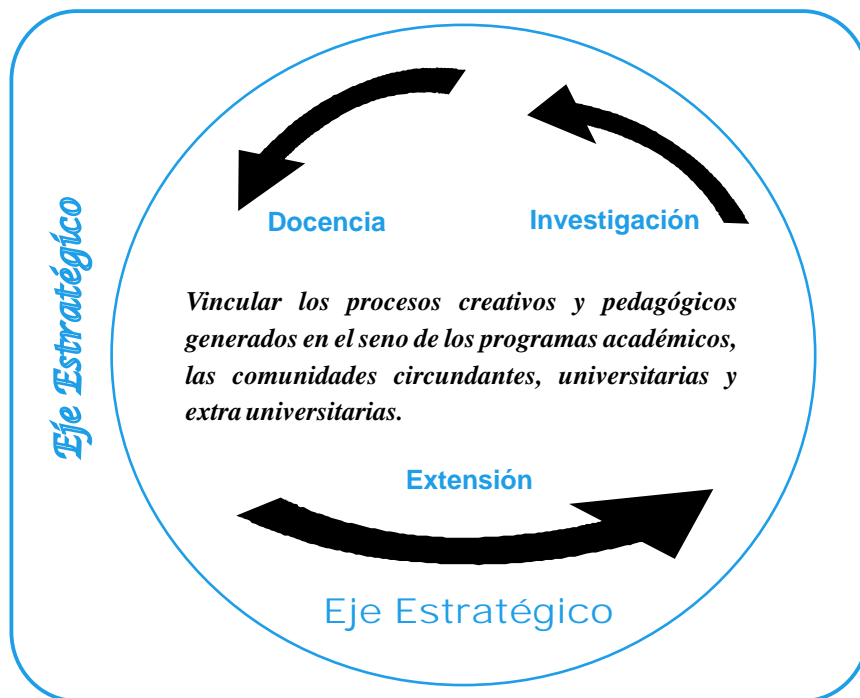 Eje Estratégico
Docencia
Investigación
Vincular los procesos creativos y pedagógicos
generados en el seno de los programas académicos,
las comunidades circundantes, universitarias y
extra universitarias.
Extensión
Eje Estratégico